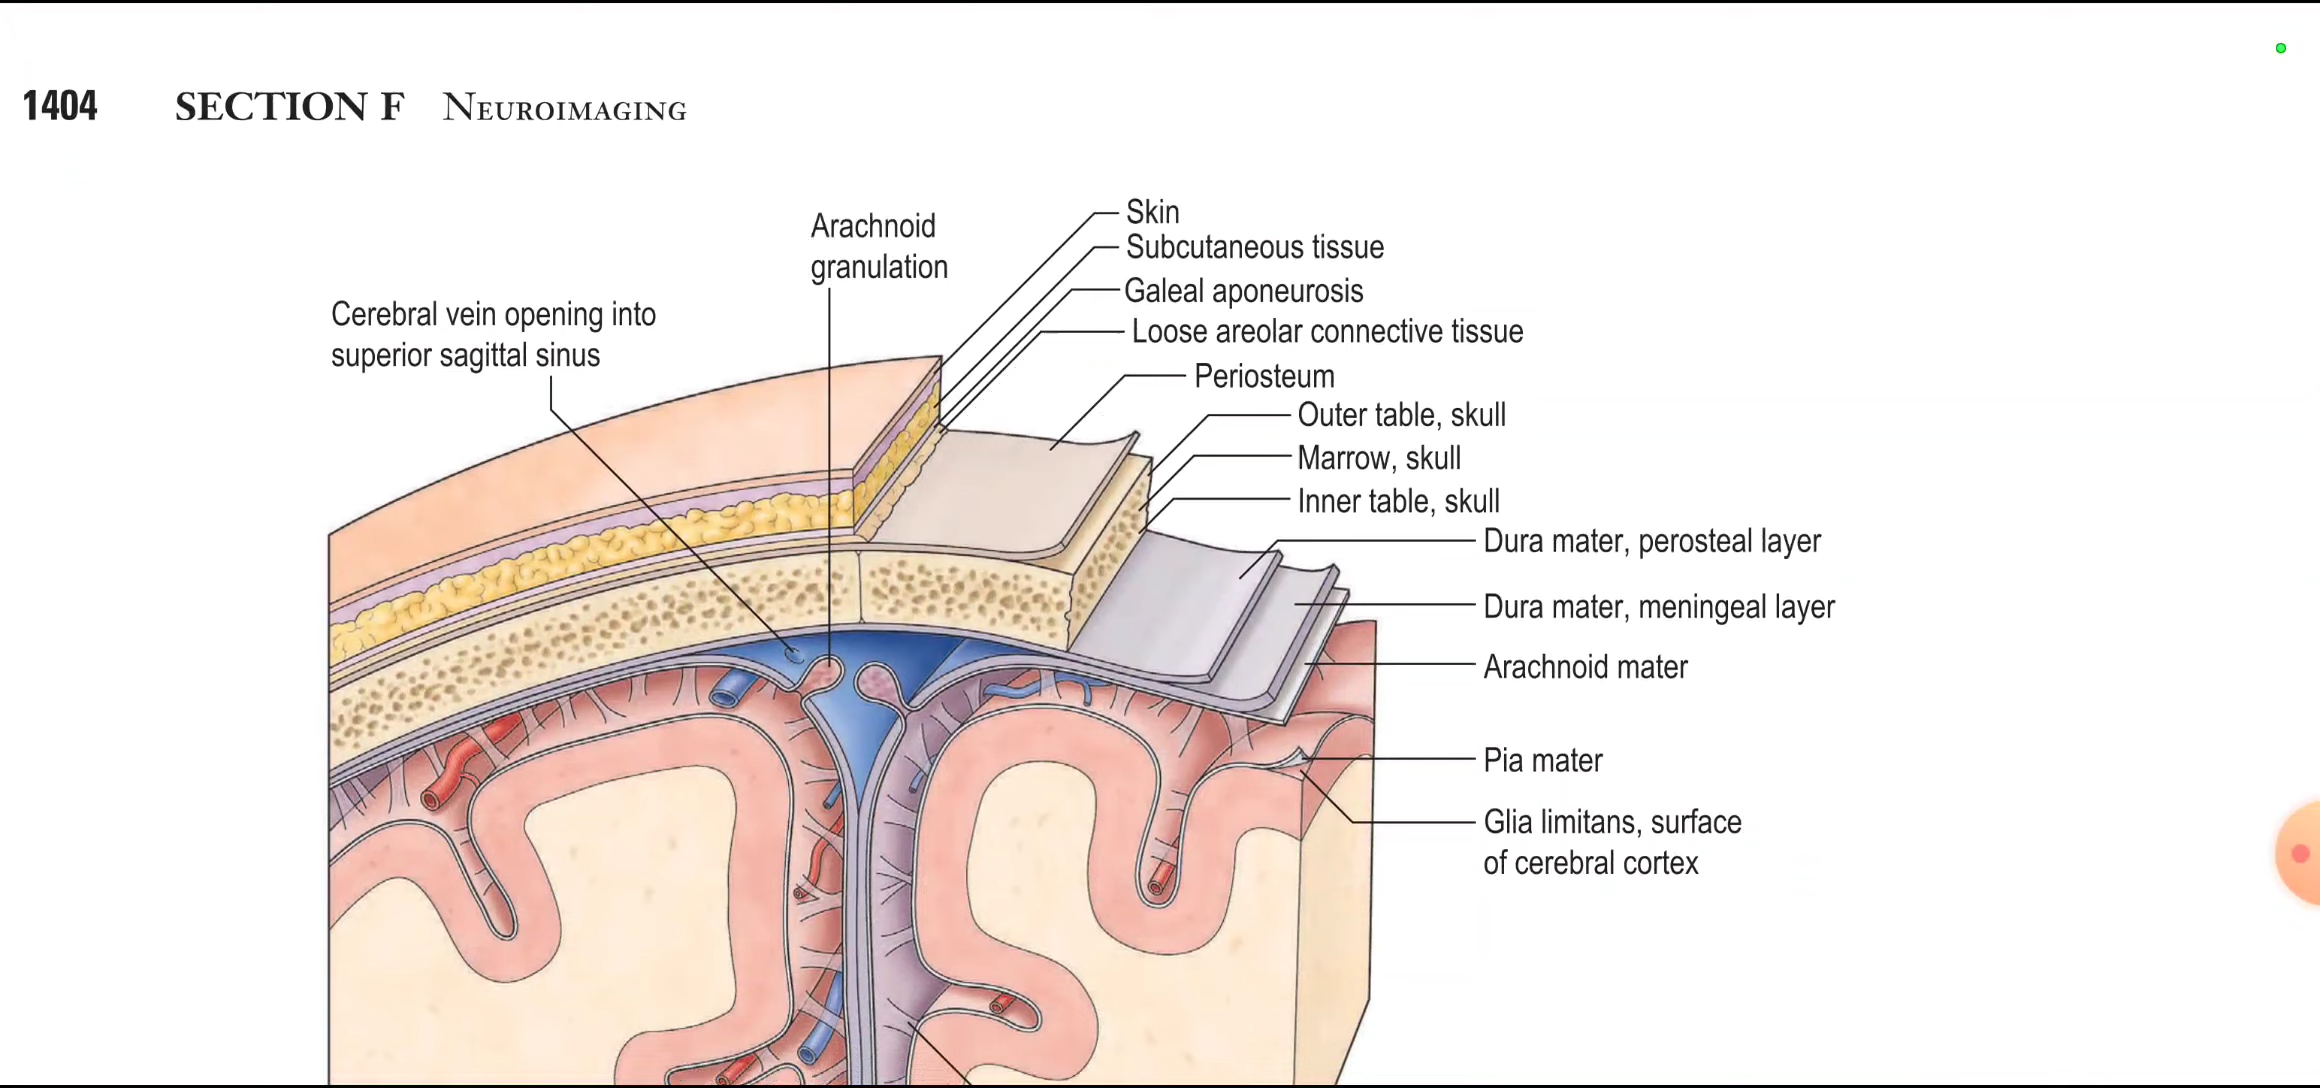 1404 SECTION F NEUROIMAGING
Arachnoid
granulation
Cerebral vein opening into
superior sagittal sinus
Skin
Subcutaneous tissue
Galeal aponeurosis
Loose areolar connective tissue
Periosteum
Outer table, skull
Marrow, skull
Inner table, skull
Dura mater, perosteal layer
Dura mater, meningeal layer
Arachnoid mater
Pia mater
Glia limitans, surface
of cerebral cortex